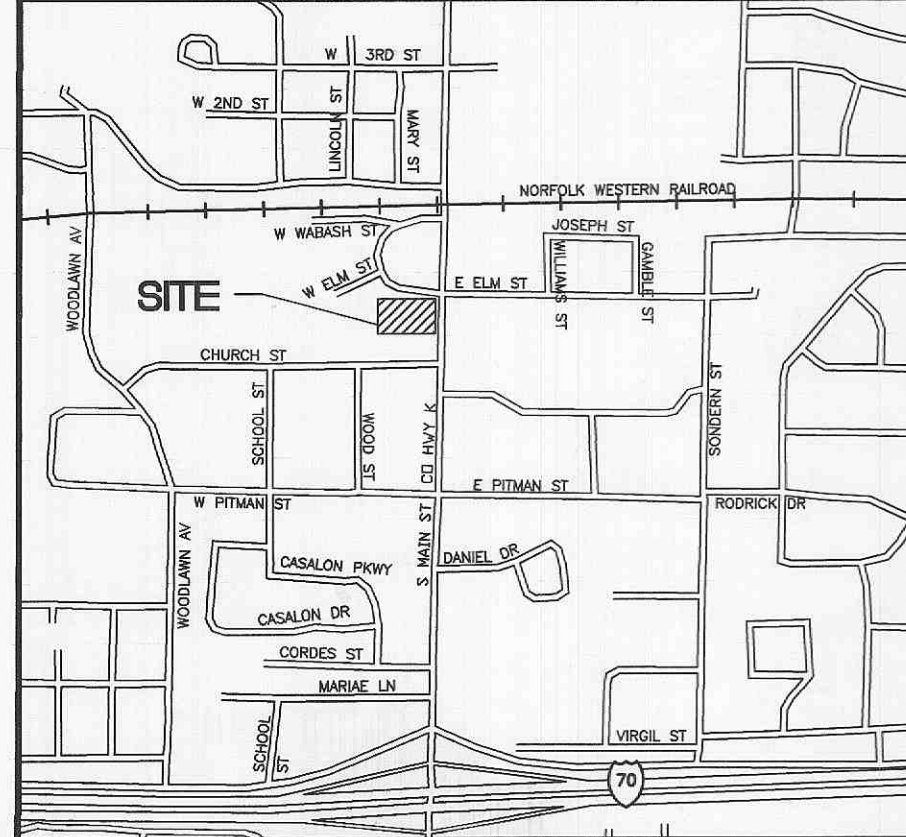 W 3RD ST
W 2ND ST
LINCOLN ST
MARY ST
NORFOLK WESTERN RAILROAD
W WABASH ST
JOSEPH ST
WOODLAWN AV
W ELM ST
E ELM ST
WILLIAMS ST
GAMBLE ST
SITE
CHURCH ST
SCHOOL ST
WOOD ST
CO HWY K
SONDERN ST
E PITMAN ST
W PITMAN ST
RODRICK DR
WOODLAWN AV
S MAIN ST
DANIEL DR
CASALON PKWY
CASALON DR
CORDES ST
MARIAE LN
SCHOOL ST
VIRGIL ST
70